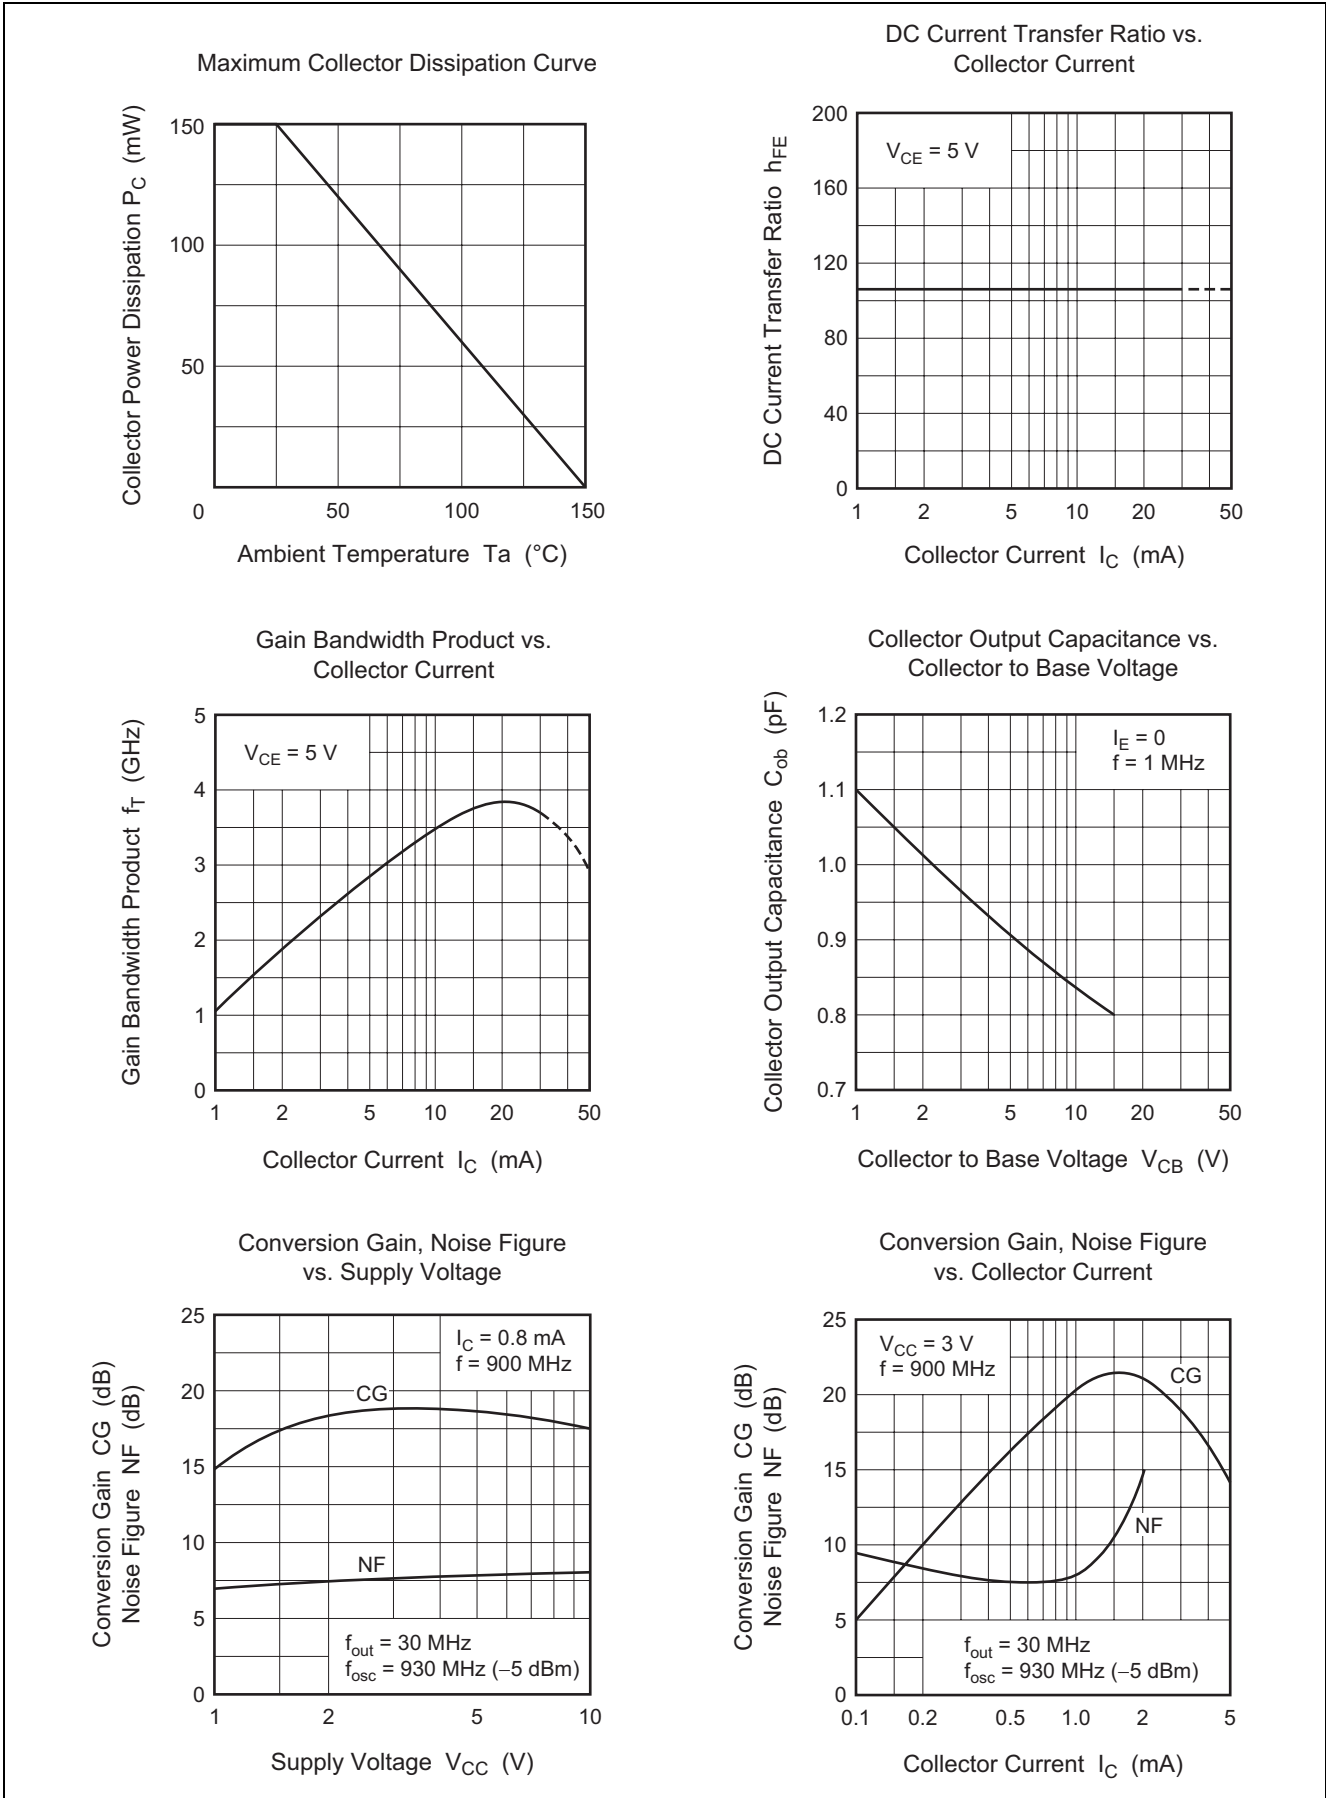 Maximum Collector Dissipation Curve
Collector Power Dissipation P_C (mW)
150
100
50
0
50
100
150
Ambient Temperature Ta (°C)
DC Current Transfer Ratio vs.
Collector Current
DC Current Transfer Ratio h_FE
V_CE = 5 V
200
160
120
80
40
0
1
2
5
10
20
50
Collector Current I_C (mA)
Gain Bandwidth Product vs.
Collector Current
Gain Bandwidth Product f_T (GHz)
V_CE = 5 V
5
4
3
2
1
0
1
2
5
10
20
50
Collector Current I_C (mA)
Collector Output Capacitance vs.
Collector to Base Voltage
Collector Output Capacitance C_ob (pF)
I_E = 0
f = 1 MHz
1.2
1.1
1.0
0.9
0.8
0.7
1
2
5
10
20
50
Collector to Base Voltage V_CB (V)
Conversion Gain, Noise Figure
vs. Supply Voltage
Conversion Gain CG (dB)
Noise Figure NF (dB)
I_C = 0.8 mA
f = 900 MHz
25
20
15
10
5
0
CG
NF
f_out = 30 MHz
f_osc = 930 MHz (−5 dBm)
1
2
5
10
Supply Voltage V_CC (V)
Conversion Gain, Noise Figure
vs. Collector Current
Conversion Gain CG (dB)
Noise Figure NF (dB)
V_CC = 3 V
f = 900 MHz
25
20
15
10
5
0
CG
NF
f_out = 30 MHz
f_osc = 930 MHz (−5 dBm)
0.1
0.2
0.5
1.0
2
5
Collector Current I_C (mA)